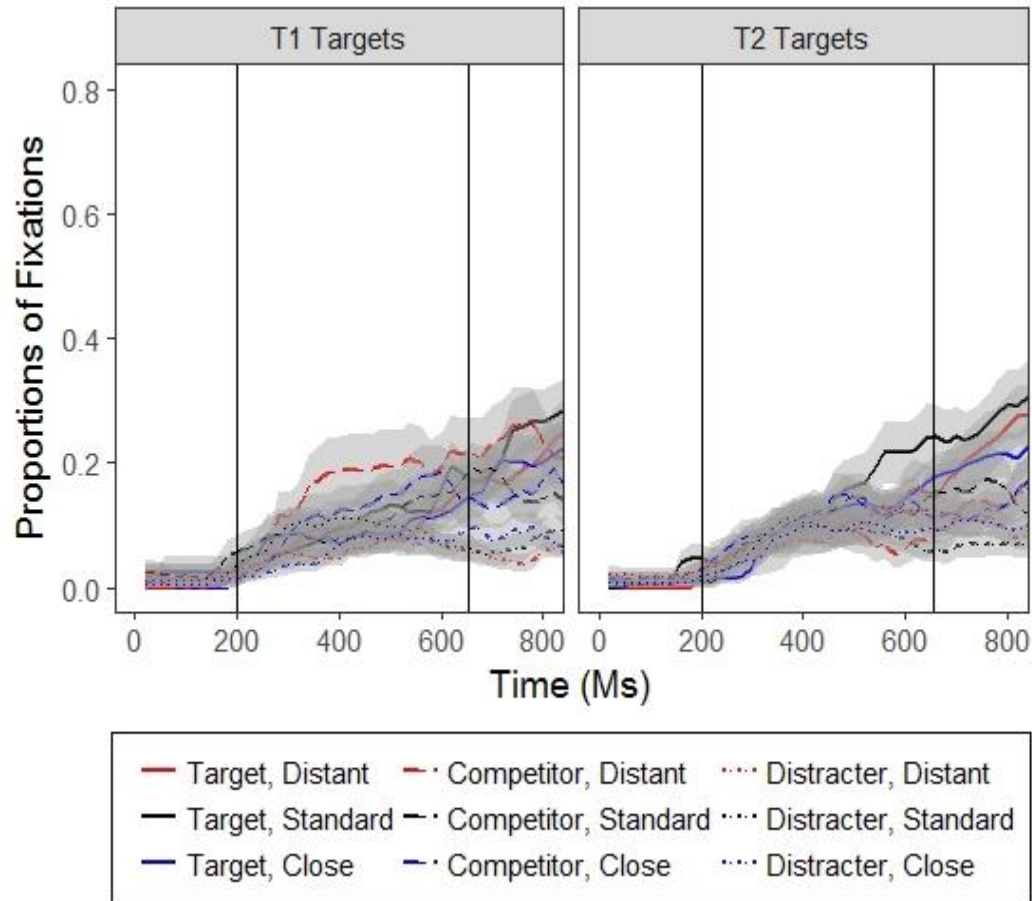 T1 Targets T2 Targets
0.8
0.6
0.4
0.2
0.0
Proportions of Fixations
0 200 400 600 800 0 200 400 600 800
Time (Ms)
Target, Distant Competitor, Distant Distracter, Distant
Target, Standard Competitor, Standard Distracter, Standard
Target, Close Competitor, Close Distracter, Close